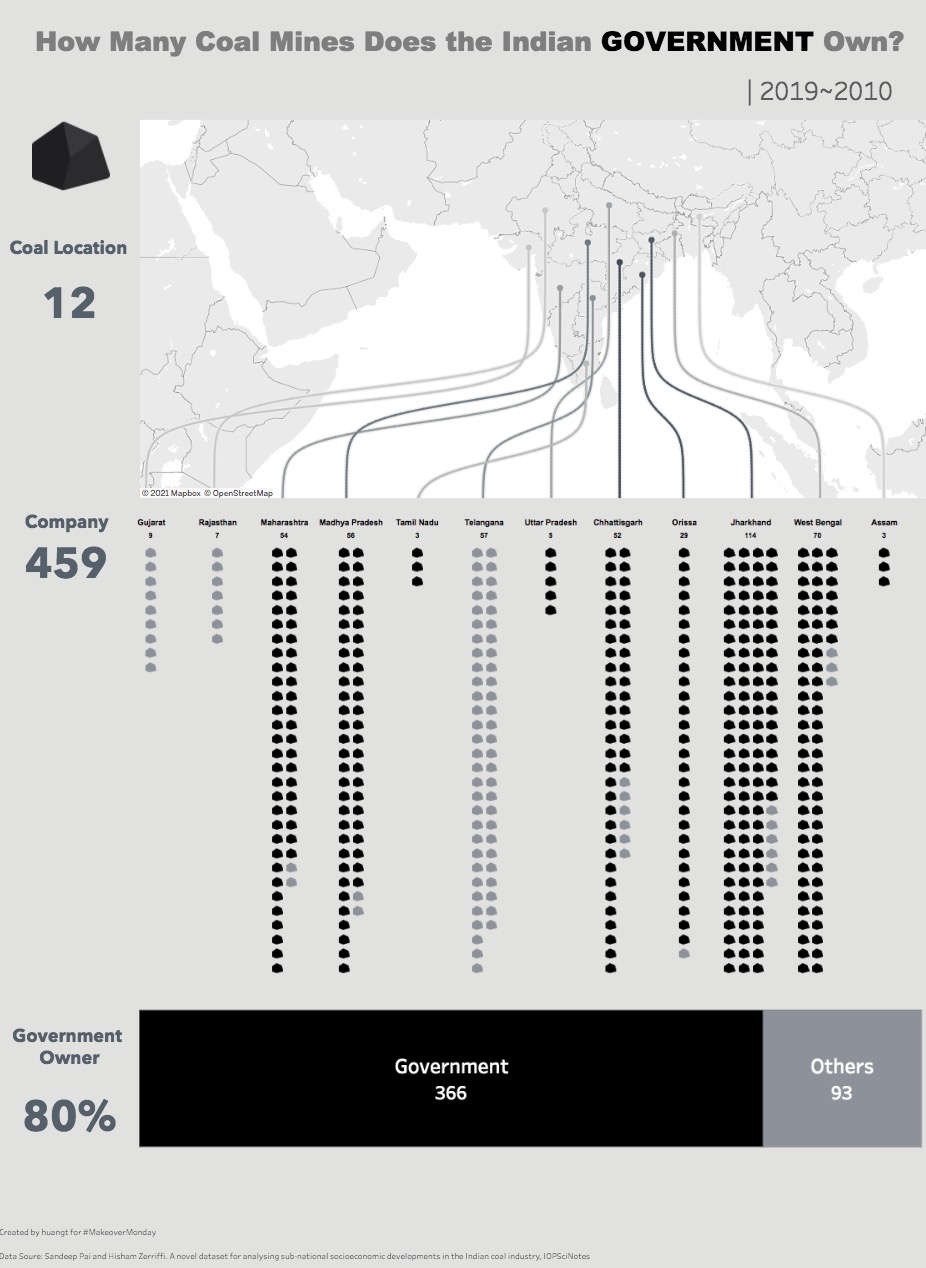 How Many Coal Mines Does the Indian GOVERNMENT Own?
| 2019~2010
Coal Location
12
© 2021 Mapbox © OpenStreetMap
Company
459
Gujarat Rajasthan Maharashtra Madhya Pradesh Tamil Nadu Telangana Uttar Pradesh Chhattisgarh Orissa Jharkhand West Bengal Assam
9 7 54 56 3 57 5 52 29 114 70 3
Government
Owner
80%
Government
366
Others
93
Created by huangt for #MakeoverMonday
Data Soure: Sandeep Pai and Hisham Zerriffi. A novel dataset for analysing sub-national socioeconomic developments in the Indian coal industry, IOPSciNotes